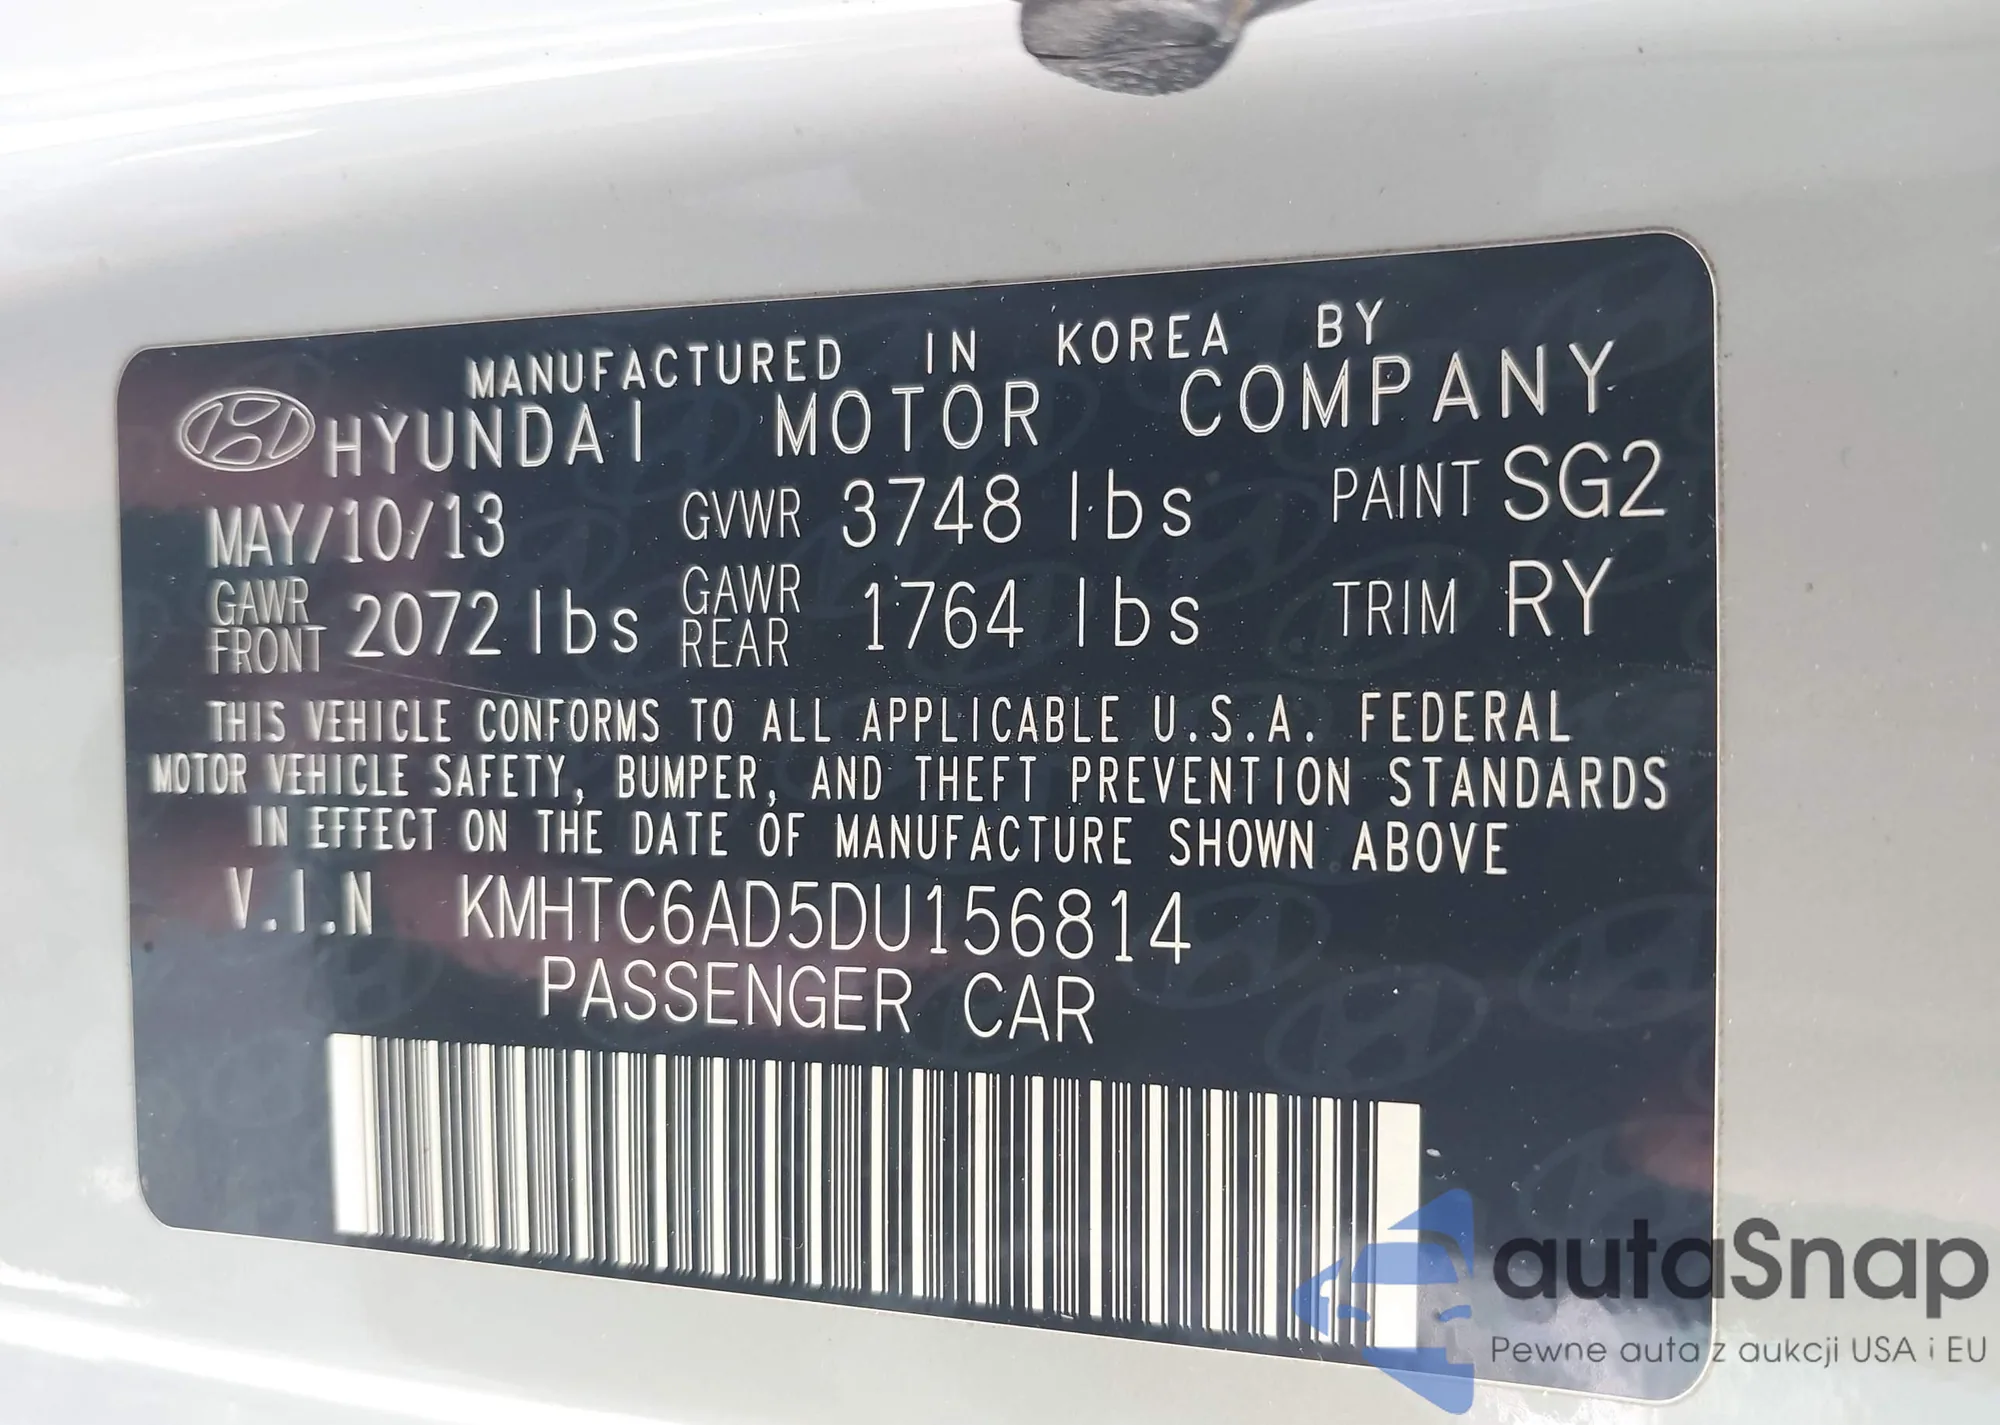 MANUFACTURED IN KOREA BY
HYUNDAI MOTOR COMPANY
MAY/10/13 GVWR 3748 lbs PAINT SG2
GAWR FRONT 2072 lbs GAWR REAR 1764 lbs TRIM RY
THIS VEHICLE CONFORMS TO ALL APPLICABLE U.S.A. FEDERAL
MOTOR VEHICLE SAFETY, BUMPER, AND THEFT PREVENTION STANDARDS
IN EFFECT ON THE DATE OF MANUFACTURE SHOWN ABOVE
V.I.N KMHTC6AD5DU156814
PASSENGER CAR
autaSnap
Pewne auta z aukcji USA i EU